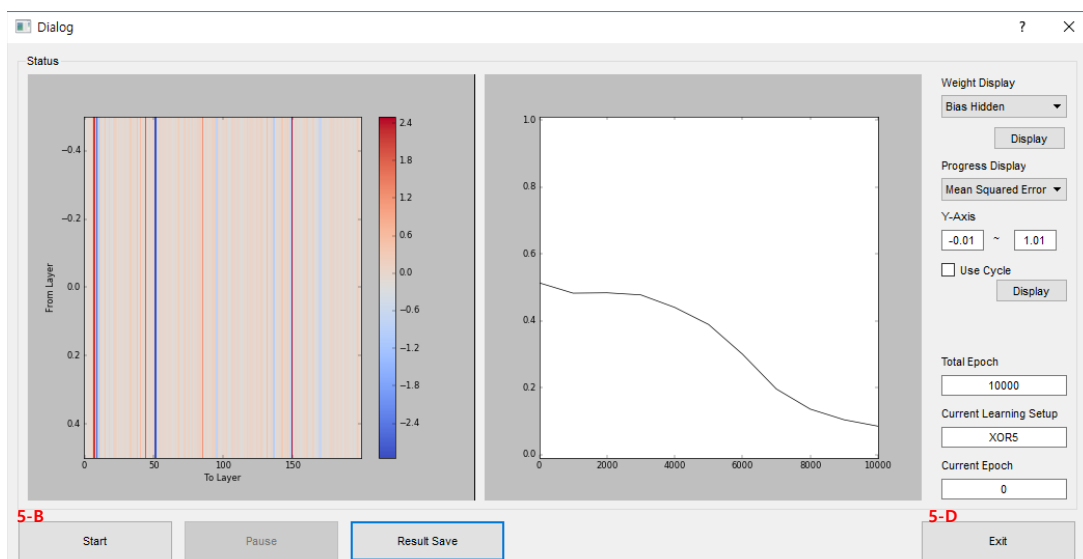 Dialog
?
Status
−0.4
−0.2
0.0
0.2
0.4
From Layer
0
50
100
150
To Layer
2.4
1.8
1.2
0.6
0.0
−0.6
−1.2
−1.8
−2.4
1.0
0.8
0.6
0.4
0.2
0.0
0
2000
4000
6000
8000
10000
Weight Display
Bias Hidden
Display
Progress Display
Mean Squared Error
Y-Axis
-0.01 ~ 1.01
Use Cycle
Display
Total Epoch
10000
Current Learning Setup
XOR5
Current Epoch
0
5-B
Start
Pause
Result Save
5-D
Exit